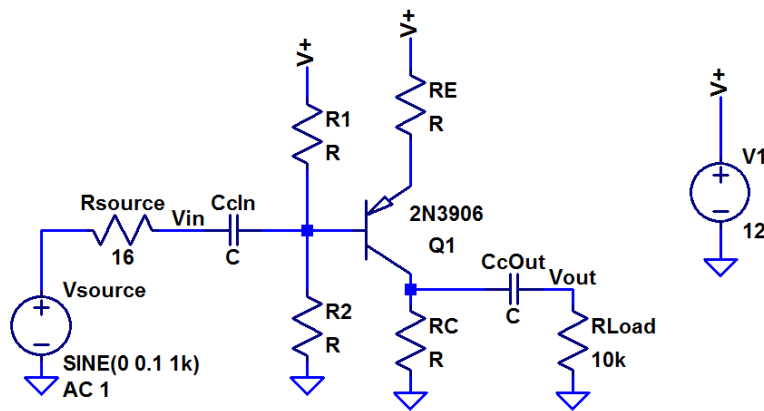 V+
V+
V+
R1
R
RE
R
V1
12
Rsource
16
Vin
CcIn
C
2N3906
Q1
Vsource
SINE(0 0.1 1k)
AC 1
R2
R
RC
R
CcOut
C
Vout
RLoad
10k